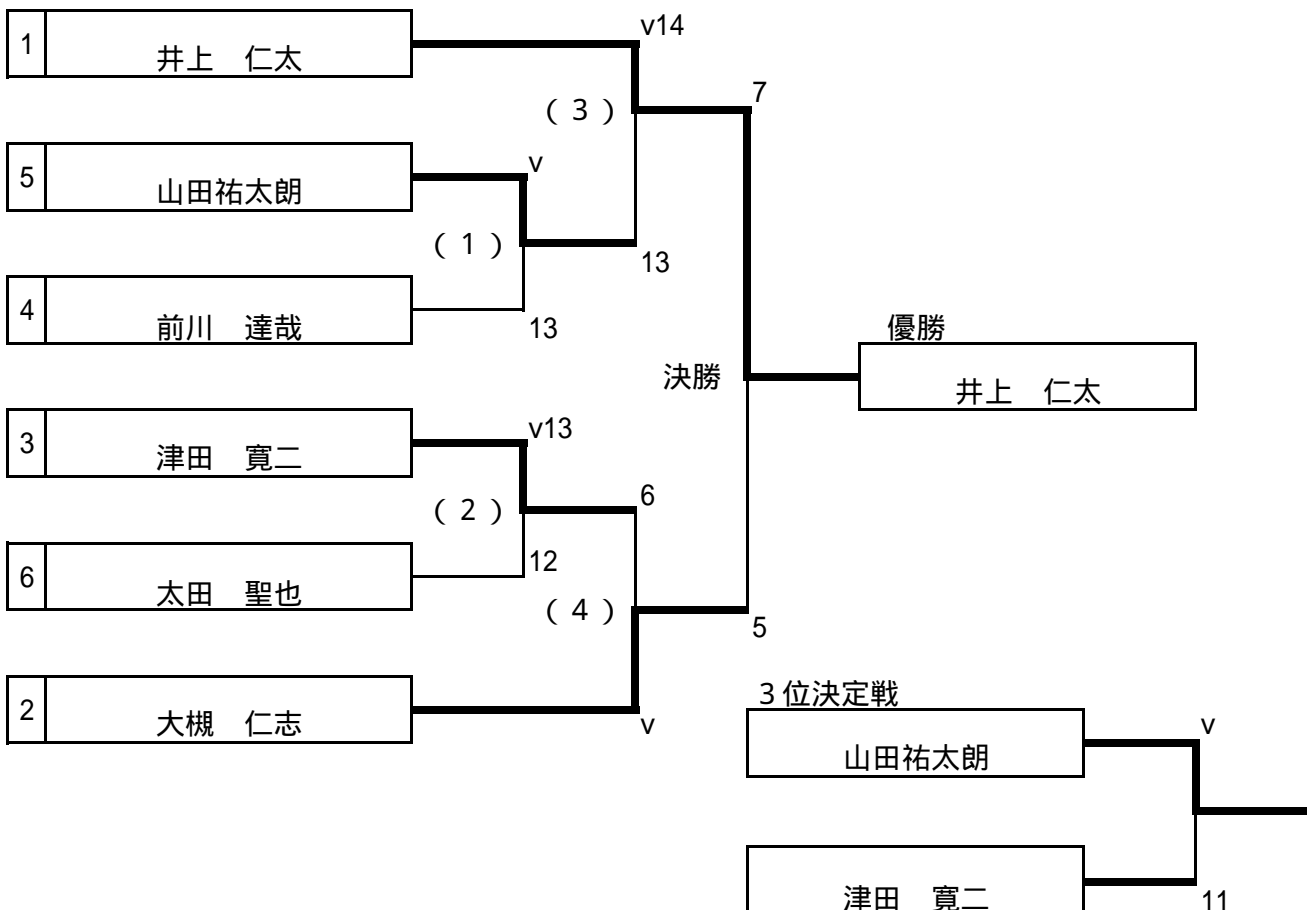 v14
1 井上 仁太
7
( 3 )
v
5 山田祐太朗
( 1 )
13
4 前川 達哉
13
優勝
決勝
井上 仁太
v13
3 津田 寛二
6
( 2 )
12
6 太田 聖也
( 4 )
5
3位決定戦
2 大槻 仁志
v
v
山田祐太朗
津田 寛二
11